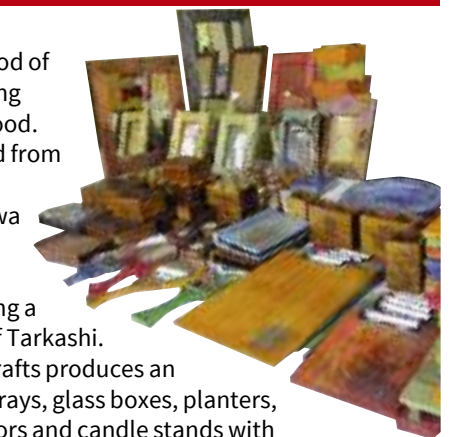 od of
ng
ood.
d from
wa
ng a
f Tarkashi.
rafts produces an
rays, glass boxes, planters,
ors and candle stands with